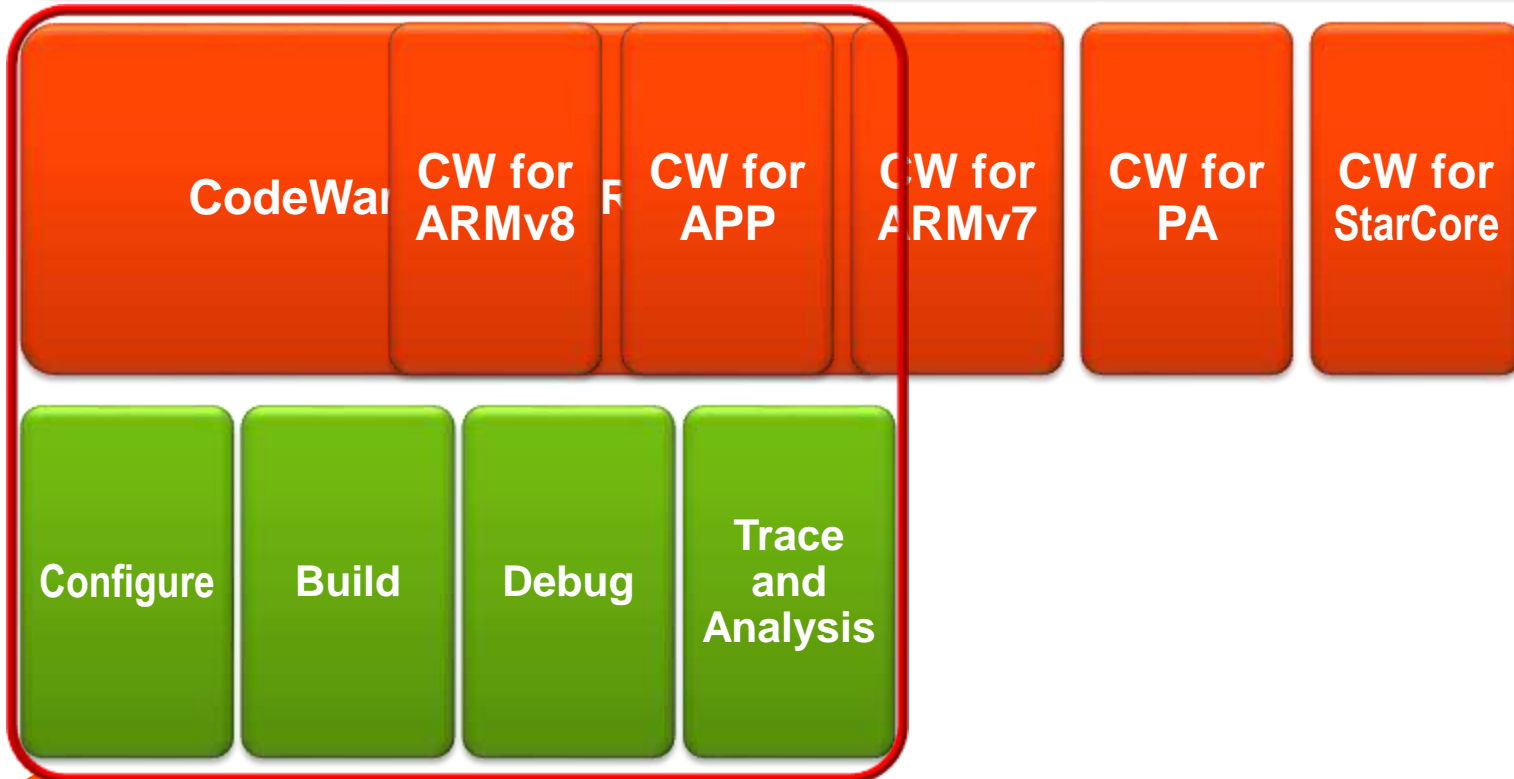 CW for
ARMv8
CW for
APP
CW for
ARMv7
CW for
PA
CW for
StarCore
Configure
Build
Debug
Trace
and
Analysis